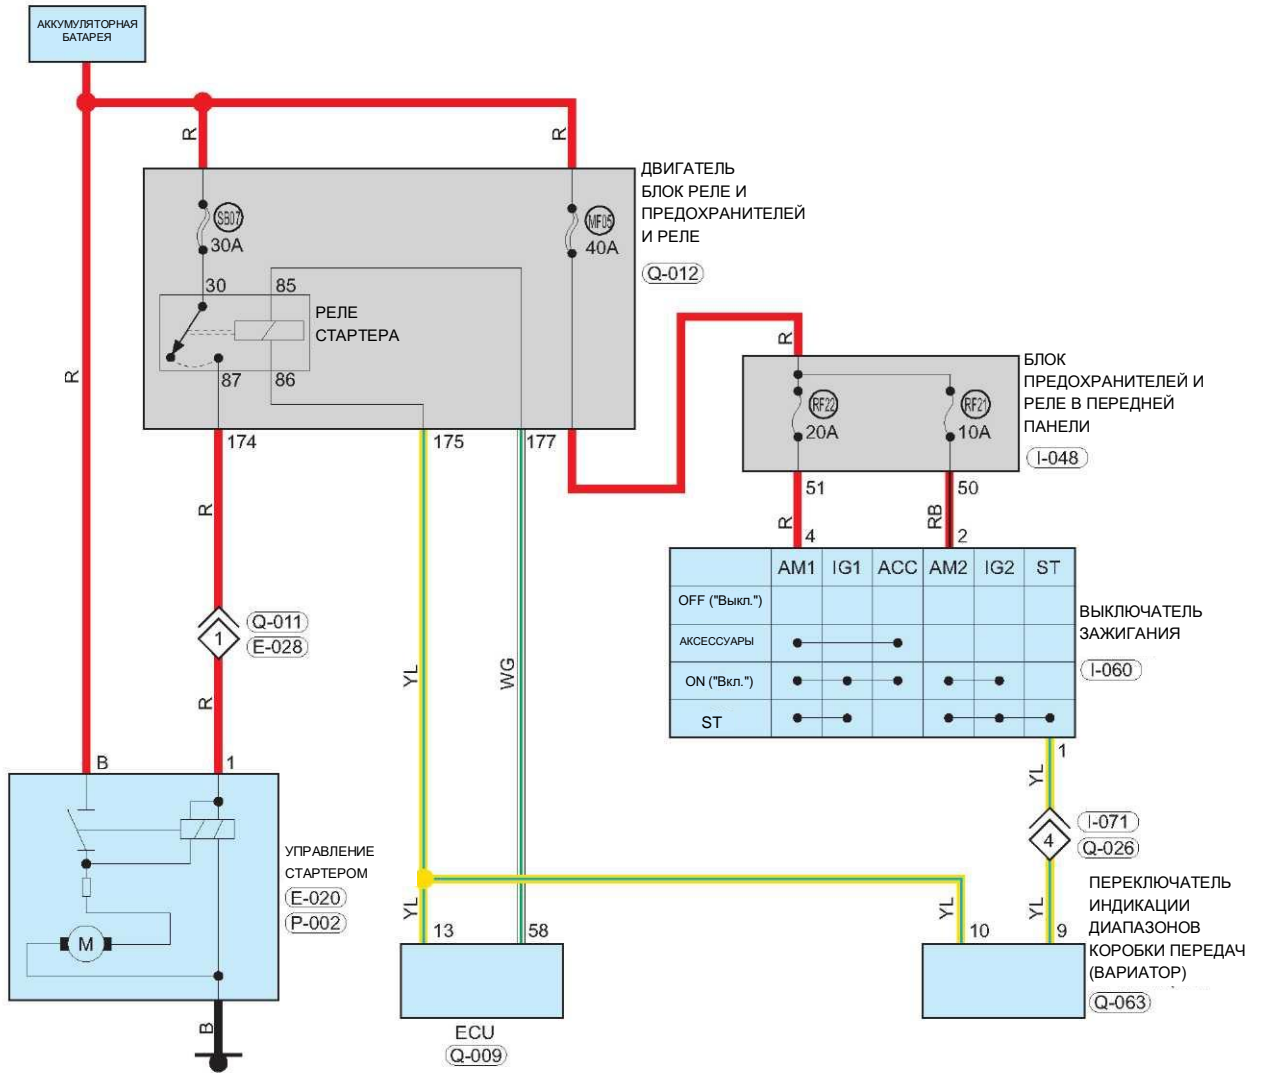 АККУМУЛЯТОРНАЯ
БАТАРЕЯ
R
R
ДВИГАТЕЛЬ
БЛОК РЕЛЕ И
ПРЕДОХРАНИТЕЛЕЙ
И РЕЛЕ
Q-012
SB07
30A
MF05
40A
30
85
РЕЛЕ
СТАРТЕРА
87
86
174
175
177
R
R
БЛОК
ПРЕДОХРАНИТЕЛЕЙ И
РЕЛЕ В ПЕРЕДНЕЙ
ПАНЕЛИ
I-048
RF22
20A
RF21
10A
51
50
R
RB
4
2
AM1 IG1 ACC AM2 IG2 ST
OFF ("Выкл.")
АКСЕССУАРЫ
ON ("Вкл.")
ST
ВЫКЛЮЧАТЕЛЬ
ЗАЖИГАНИЯ
I-060
R
1
Q-011
E-028
R
YL
WG
B
1
УПРАВЛЕНИЕ
СТАРТЕРОМ
E-020
P-002
M
B
1
YL
4
I-071
Q-026
YL
YL
YL
13
58
10
9
ECU
Q-009
ПЕРЕКЛЮЧАТЕЛЬ
ИНДИКАЦИИ
ДИАПАЗОНОВ
КОРОБКИ ПЕРЕДАЧ
(ВАРИАТОР)
Q-063